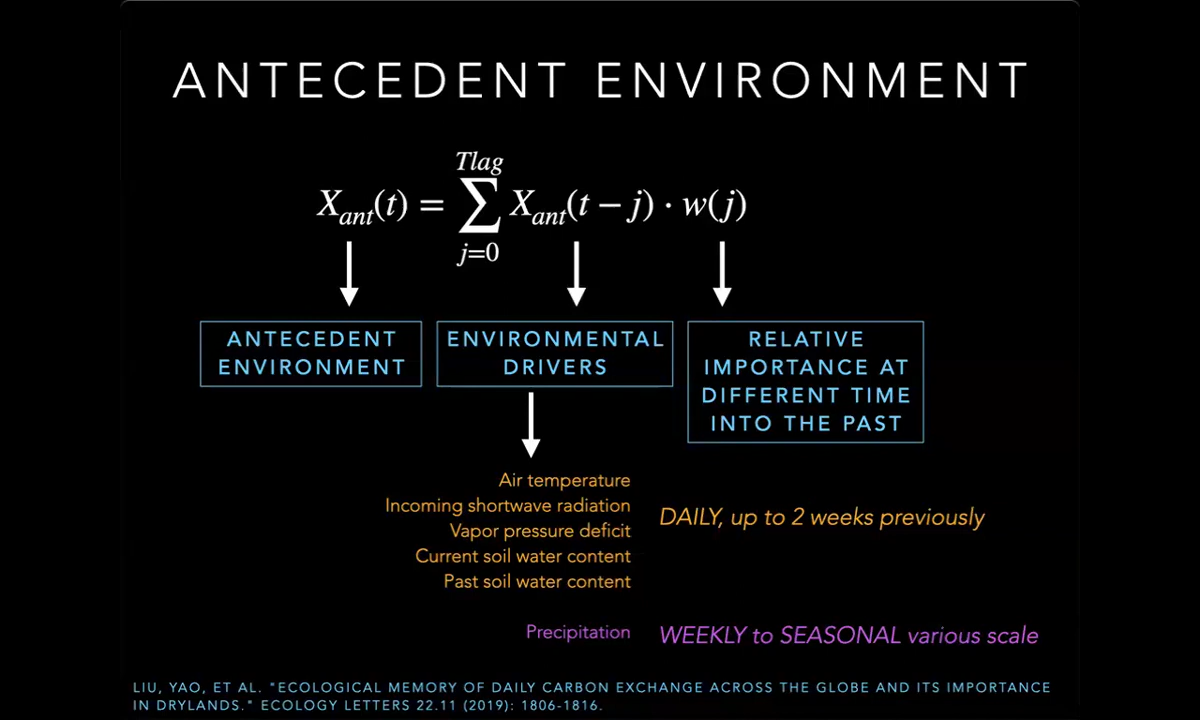 ANTECEDENT ENVIRONMENT
Tlag
X_ant(t) = ∑ X_ant(t − j) · w(j)
j=0
ANTECEDENT
ENVIRONMENT
ENVIRONMENTAL
DRIVERS
RELATIVE
IMPORTANCE AT
DIFFERENT TIME
INTO THE PAST
Air temperature
Incoming shortwave radiation
Vapor pressure deficit
Current soil water content
Past soil water content
DAILY, up to 2 weeks previously
Precipitation
WEEKLY to SEASONAL various scale
LIU, YAO, ET AL. "ECOLOGICAL MEMORY OF DAILY CARBON EXCHANGE ACROSS THE GLOBE AND ITS IMPORTANCE
IN DRYLANDS." ECOLOGY LETTERS 22.11 (2019): 1806-1816.